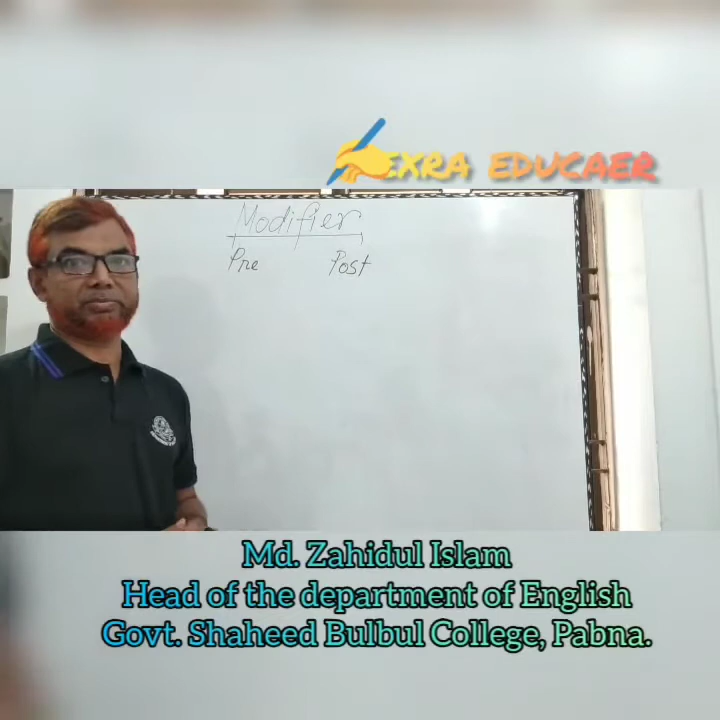 EXRA EDUCAER
Modifier
Pre Post
Md. Zahidul Islam
Head of the department of English
Govt. Shaheed Bulbul College, Pabna.